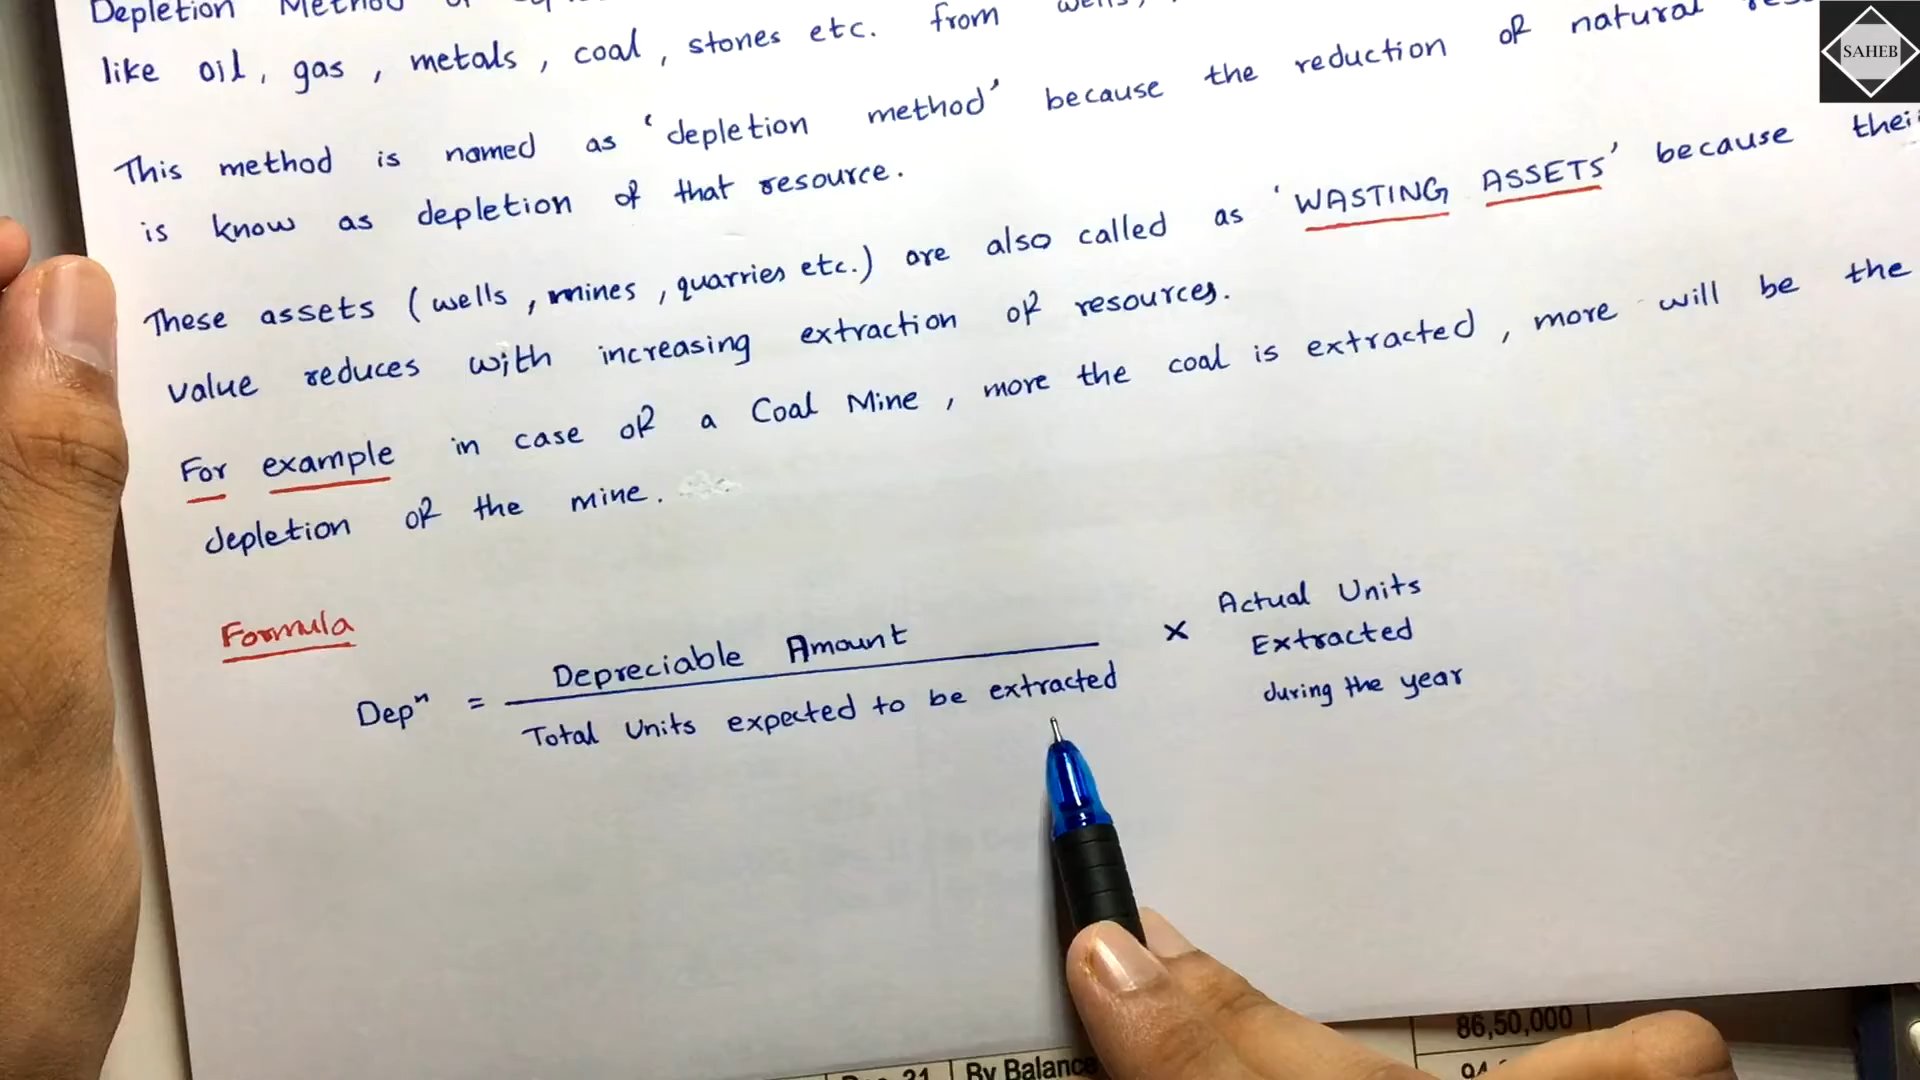 Depletion Method
like oil, gas, metals, coal, stones etc. from wells,
This method is named as 'depletion method' because the reduction of natural
is know as depletion of that resource.
These assets (wells, mines, quarries etc.) are also called as 'WASTING ASSETS' because their
value reduces with increasing extraction of resources.
For example in case of a Coal Mine, more the coal is extracted, more will be the
depletion of the mine.
Formula
Depⁿ = Depreciable Amount
Total Units expected to be extracted
× Actual Units
Extracted
during the year
SAHEB
86,50,000
By Balance